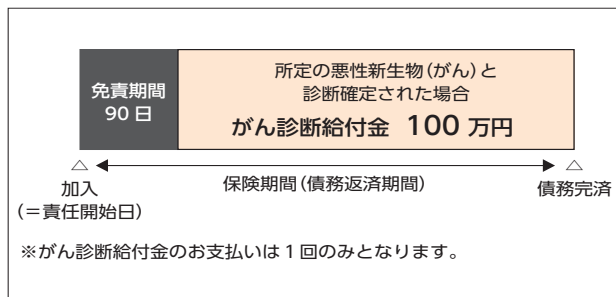 免責期間
90日
所定の悪性新生物(がん)と
診断確定された場合
がん診断給付金 100万円
△
△
加入
(=責任開始日)
保険期間(債務返済期間)
債務完済
※がん診断給付金のお支払いは1回のみとなります。